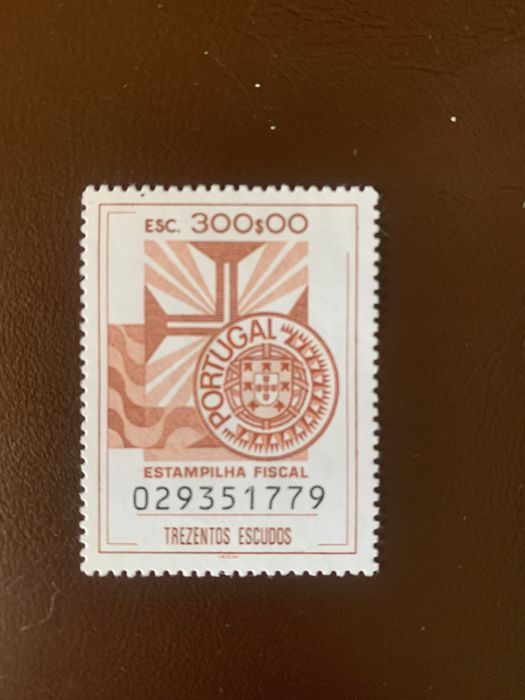 ESC. 300$00
PORTUGAL
ESTAMPILHA FISCAL
029351779
TREZENTOS ESCUDOS